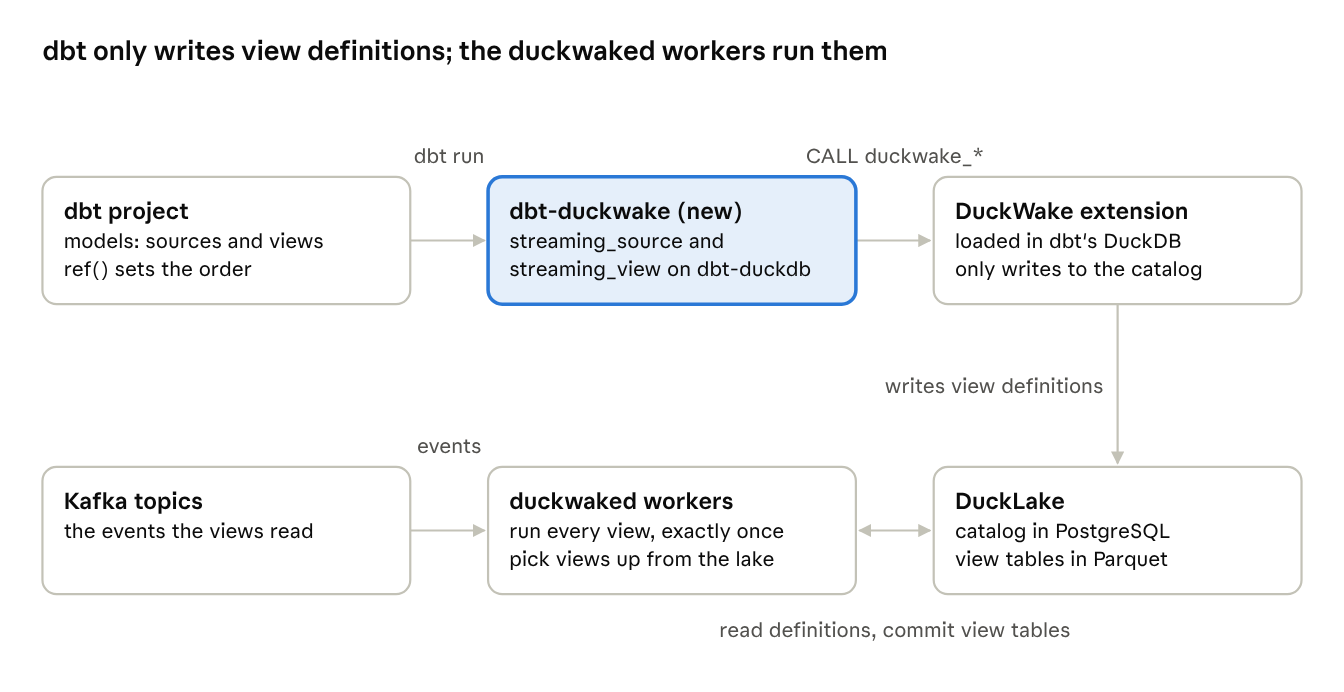 dbt only writes view definitions; the duckwaked workers run them
dbt run
CALL duckwake_*
dbt project
models: sources and views
ref() sets the order
dbt-duckwake (new)
streaming_source and
streaming_view on dbt-duckdb
DuckWake extension
loaded in dbt's DuckDB
only writes to the catalog
writes view definitions
events
Kafka topics
the events the views read
duckwaked workers
run every view, exactly once
pick views up from the lake
DuckLake
catalog in PostgreSQL
view tables in Parquet
read definitions, commit view tables